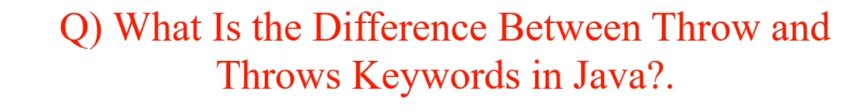 Q) What Is the Difference Between Throw and
Throws Keywords in Java?.